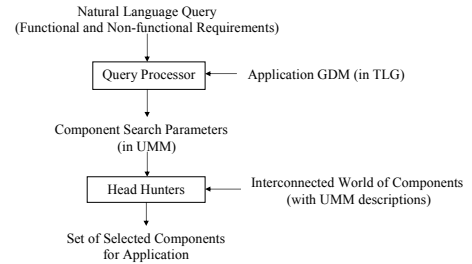 Natural Language Query
(Functional and Non-functional Requirements)
Query Processor
Application GDM (in TLG)
Component Search Parameters
(in UMM)
Head Hunters
Interconnected World of Components
(with UMM descriptions)
Set of Selected Components
for Application